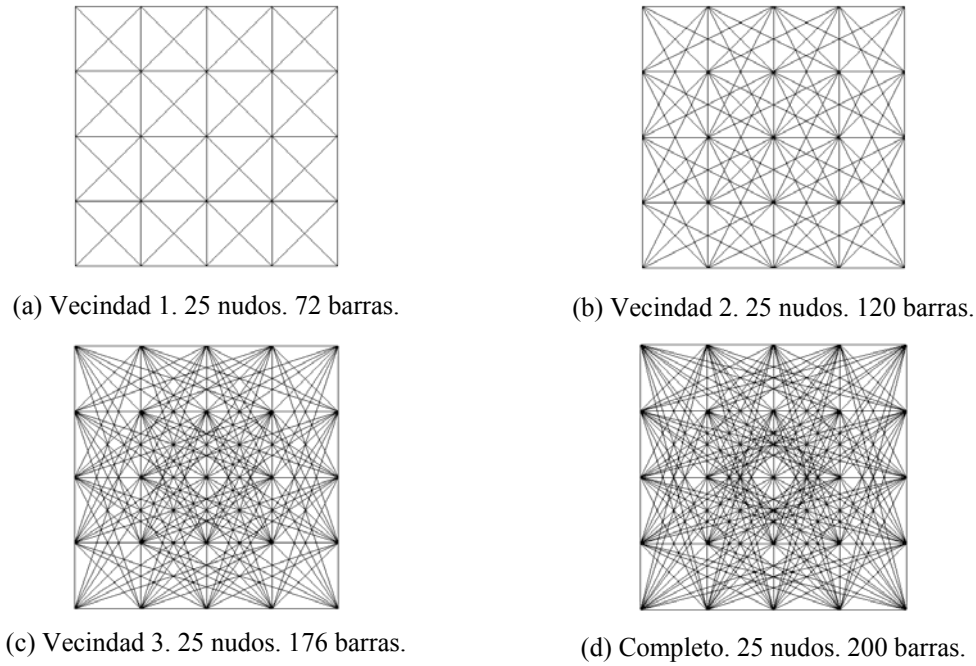 (a) Vecindad 1. 25 nudos. 72 barras.
(b) Vecindad 2. 25 nudos. 120 barras.
(c) Vecindad 3. 25 nudos. 176 barras.
(d) Completo. 25 nudos. 200 barras.